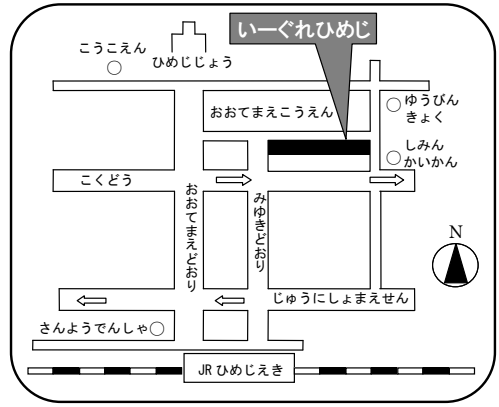 いーぐれひめじ
こうこえん
ひめじじょう
おおてまえこうえん
ゆうびん
きょく
しみん
かいかん
こくどう
おおてまえどおり
みゆきどおり
N
じゅうにしょまえせん
さんようでんしゃ
JRひめじえき